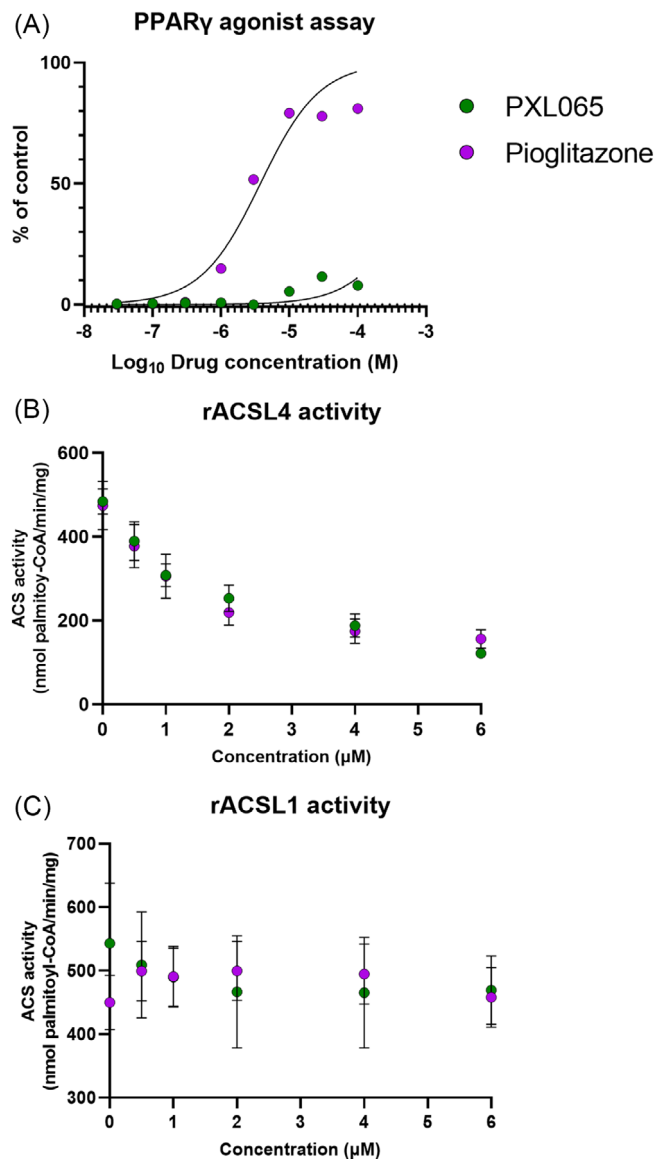 (A)
PPARγ agonist assay
100
50
0
% of control
-8 -7 -6 -5 -4 -3
Log₁₀ Drug concentration (M)
PXL065
Pioglitazone
(B)
rACSL4 activity
600
400
200
0
ACS activity
(nmol palmitoy-CoA/min/mg)
0 1 2 3 4 5 6
Concentration (µM)
(C)
rACSL1 activity
700
600
500
400
300
ACS activity
(nmol palmitoyl-CoA/min/mg)
0 1 2 3 4 5 6
Concentration (µM)